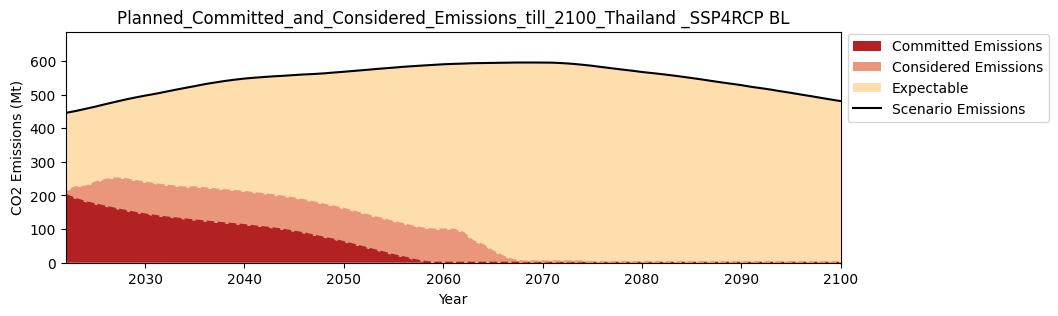 Planned_Committed_and_Considered_Emissions_till_2100_Thailand _SSP4RCP BL
CO2 Emissions (Mt)
600
500
400
300
200
100
0
2030 2040 2050 2060 2070 2080 2090 2100
Year
Committed Emissions
Considered Emissions
Expectable
Scenario Emissions